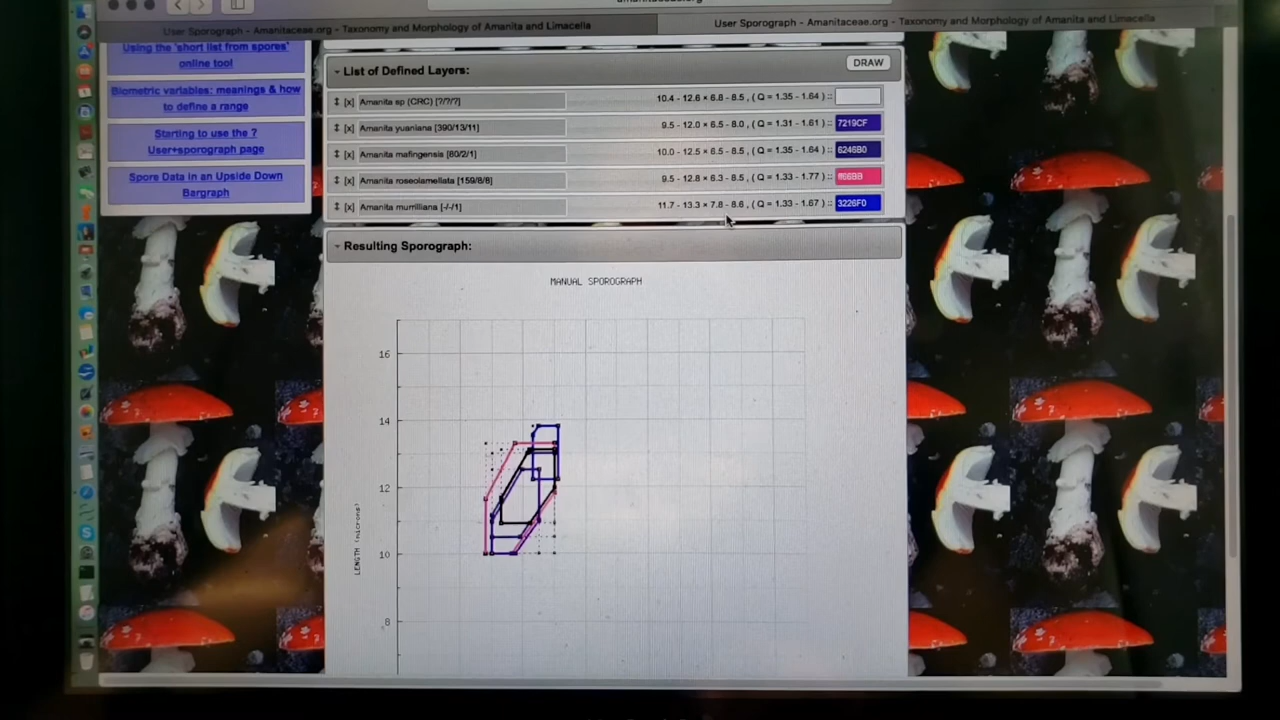 User Sporograph - Amanitaceae.org - Taxonomy and Morphology of Amanita and Limacella
User Sporograph - Amanitaceae.org - Taxonomy and Morphology of Amanita and Limacella
Using the 'short list from spores'
online tool
Biometric variables: meanings & how
to define a range
Starting to use the ?
User+sporograph page
Spore Data in an Upside Down
Bargraph
List of Defined Layers:
DRAW
[x] Amanita sp (CRC) [?/?/?] 10.4 - 12.6 × 6.8 - 8.5 , ( Q = 1.35 - 1.64 ) ::
[x] Amanita yuaniana [390/13/11] 9.5 - 12.0 × 6.5 - 8.0 , ( Q = 1.31 - 1.61 ) :: 7219CF
[x] Amanita mafingensis [60/2/1] 10.0 - 12.5 × 6.5 - 8.5 , ( Q = 1.35 - 1.64 ) :: 6246B0
[x] Amanita roseolamellata [159/8/8] 9.5 - 12.8 × 6.3 - 8.5 , ( Q = 1.33 - 1.77 ) :: ff66BB
[x] Amanita murrilliana [-/-/1] 11.7 - 13.3 × 7.8 - 8.6 , ( Q = 1.33 - 1.67 ) :: 3226F0
Resulting Sporograph:
MANUAL SPOROGRAPH
16
14
12
10
8
LENGTH (microns)